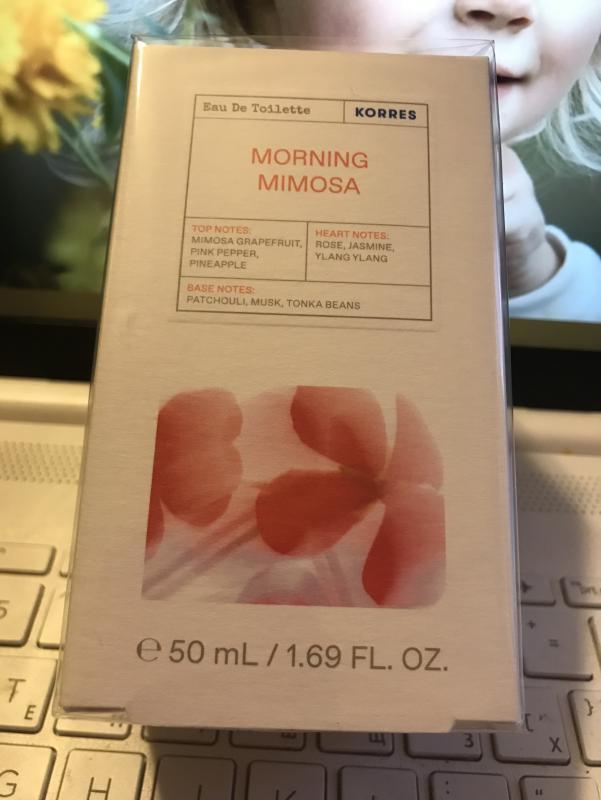 Eau De Toilette
KORRES
MORNING
MIMOSA
TOP NOTES:
MIMOSA GRAPEFRUIT,
PINK PEPPER,
PINEAPPLE
HEART NOTES:
ROSE, JASMINE,
YLANG YLANG
BASE NOTES:
PATCHOULI, MUSK, TONKA BEANS
℮ 50 mL / 1.69 FL. OZ.
5
+
=
T
E
Щ
З
[
X
}
G
H
J